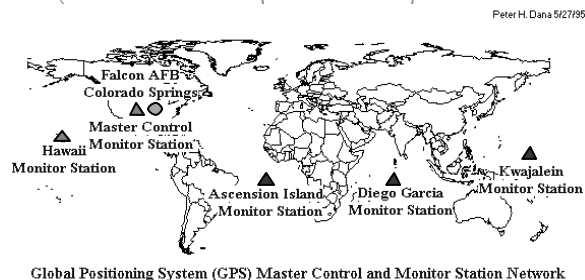 Peter H. Dana 5/27/95
Falcon AFB
Colorado Springs
Master Control
Monitor Station
Hawaii
Monitor Station
Ascension Island
Monitor Station
Diego Garcia
Monitor Station
Kwajalein
Monitor Station
Global Positioning System (GPS) Master Control and Monitor Station Network